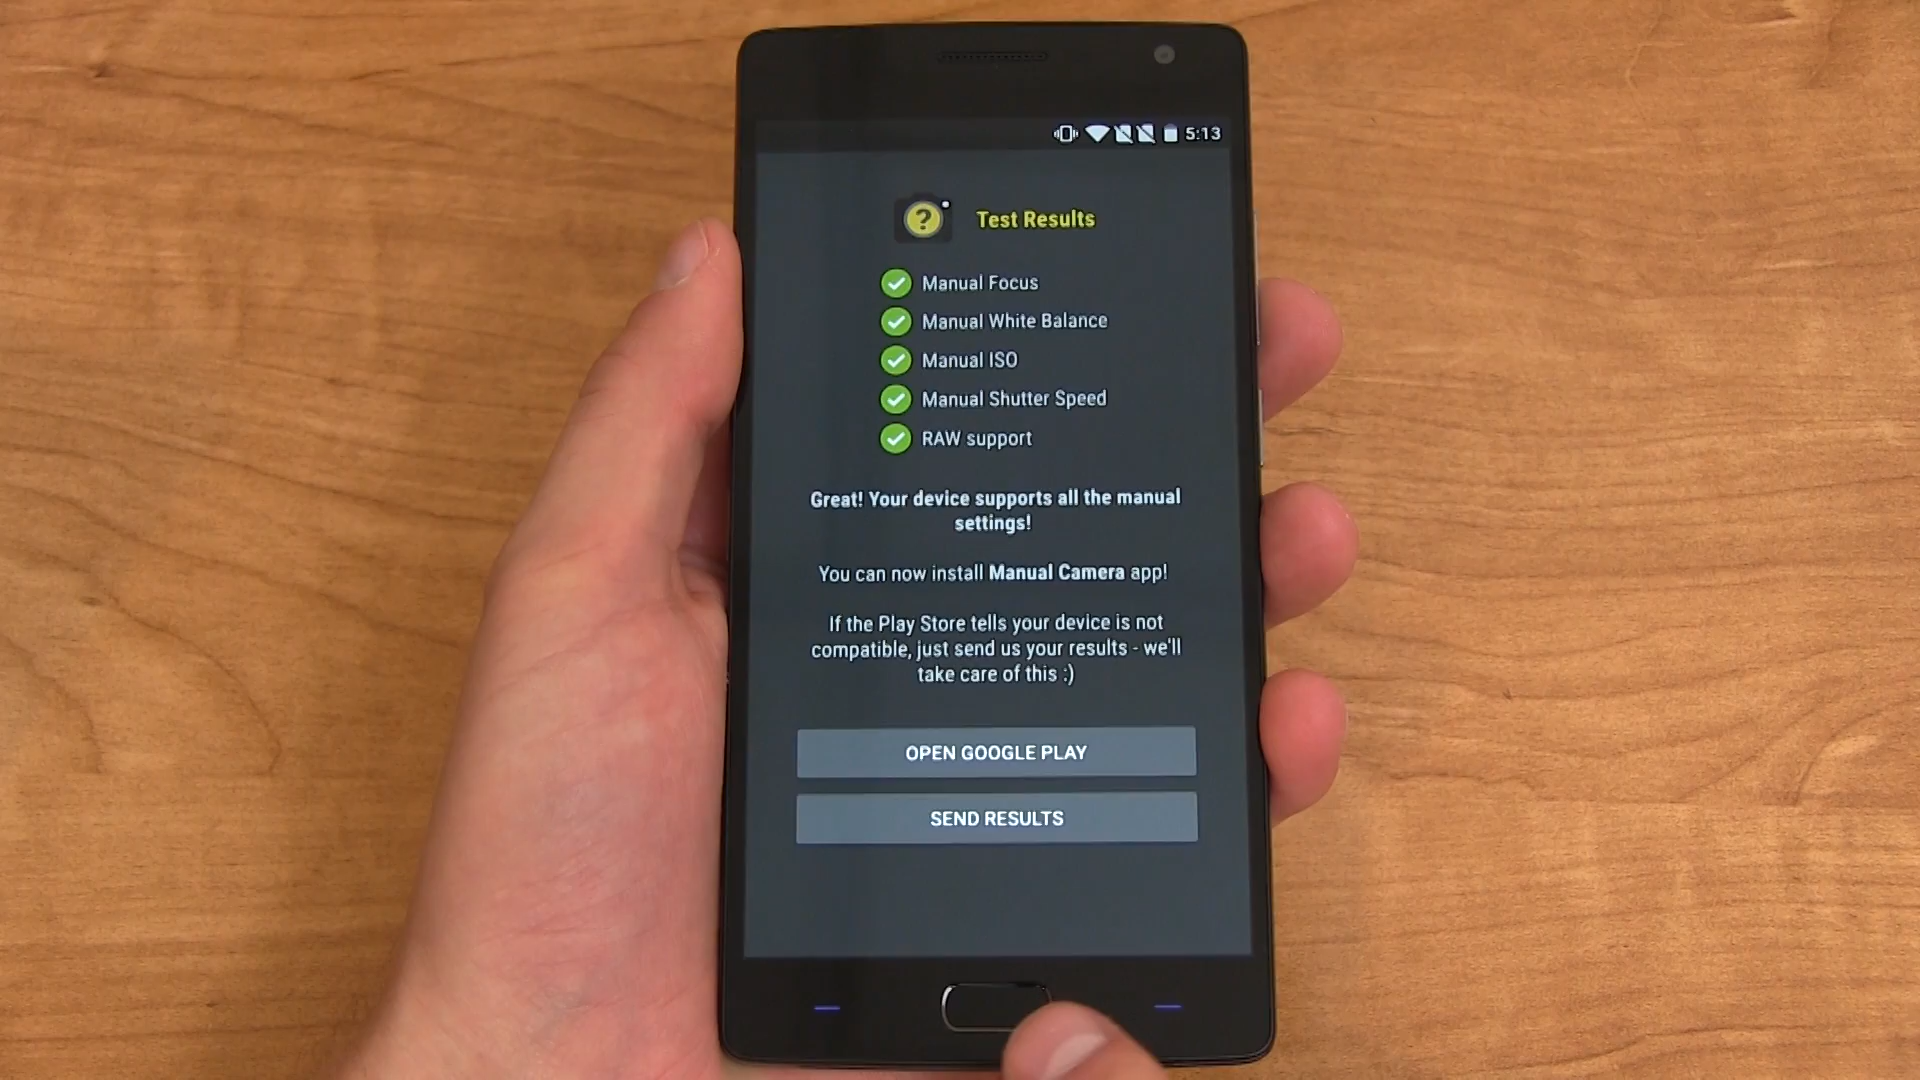 5:13
Test Results
Manual Focus
Manual White Balance
Manual ISO
Manual Shutter Speed
RAW support
Great! Your device supports all the manual
settings!
You can now install Manual Camera app!
If the Play Store tells your device is not
compatible, just send us your results - we'll
take care of this :)
OPEN GOOGLE PLAY
SEND RESULTS